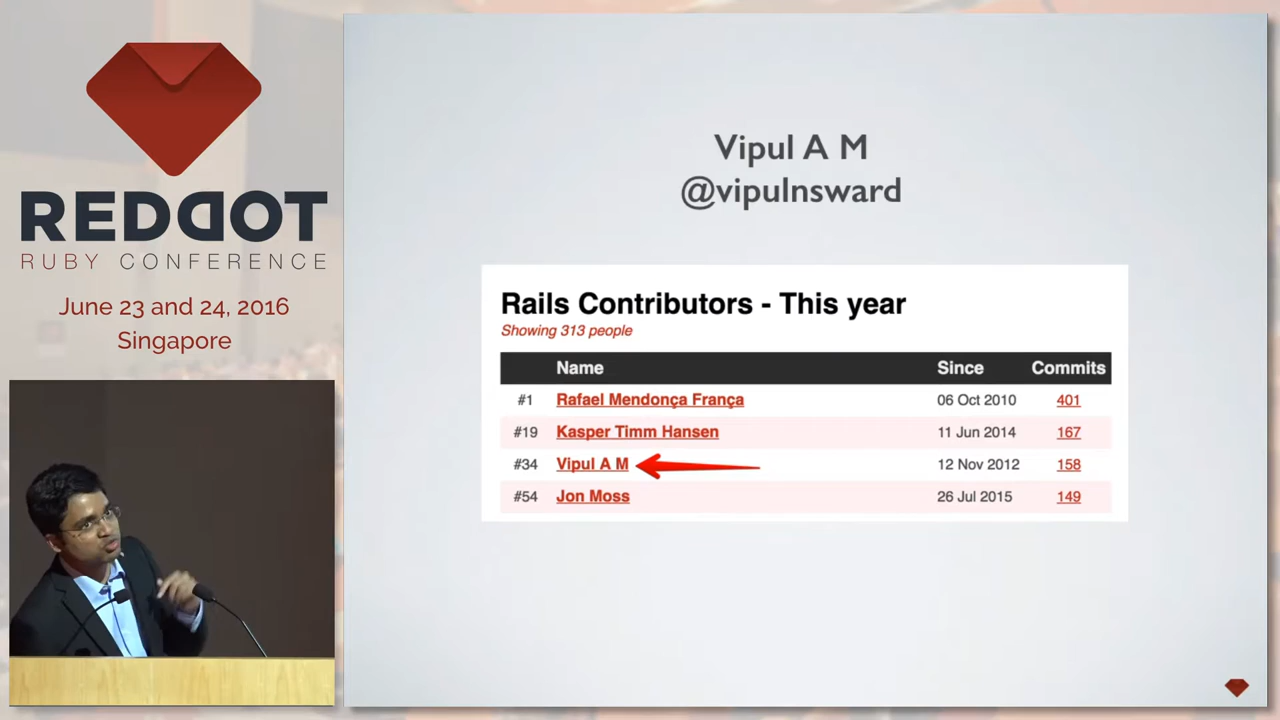 REDDOT
RUBY CONFERENCE
June 23 and 24, 2016
Singapore
Vipul A M
@vipulnsward
Rails Contributors - This year
Showing 313 people
Name Since Commits
#1 Rafael Mendonça França 06 Oct 2010 401
#19 Kasper Timm Hansen 11 Jun 2014 167
#34 Vipul A M 12 Nov 2012 158
#54 Jon Moss 26 Jul 2015 149